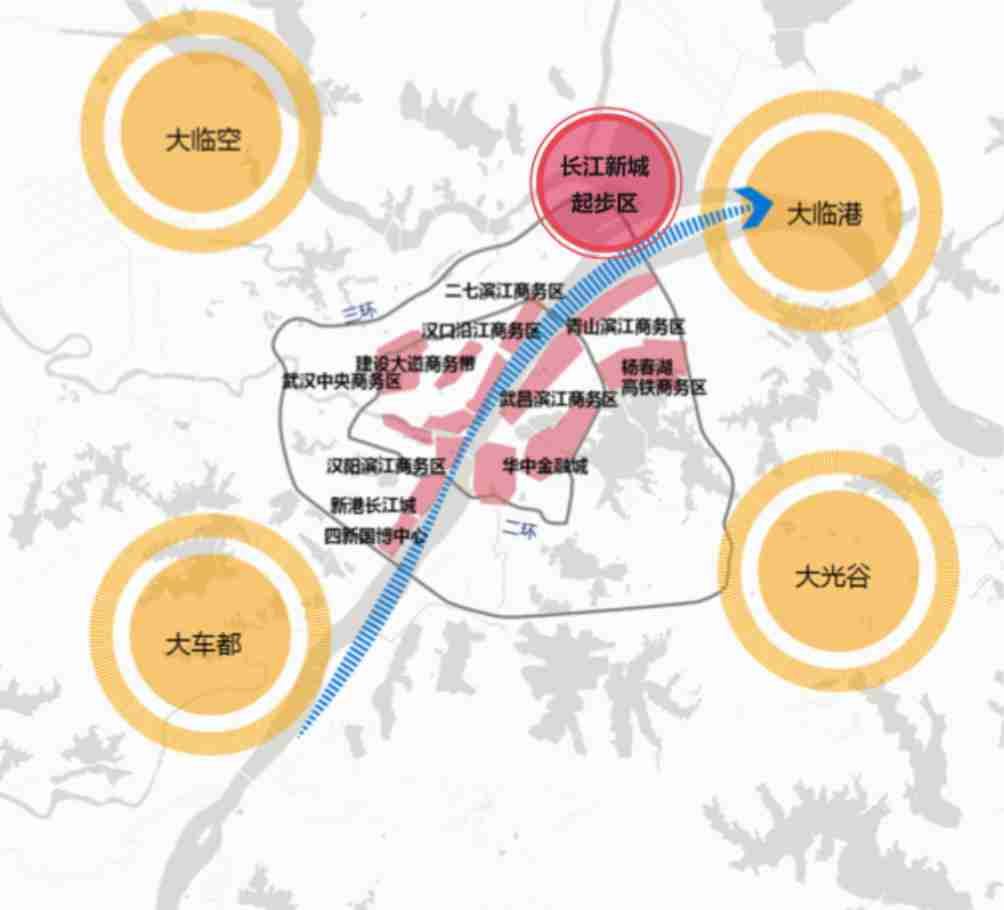 大临空
长江新城
起步区
大临港
二七滨江商务区
三环
汉口沿江商务区
青山滨江商务区
建设大道商务带
武汉中央商务区
杨春湖
高铁商务区
武昌滨江商务区
汉阳滨江商务区
华中金融城
新港长江城
二环
四新国博中心
大光谷
大车都